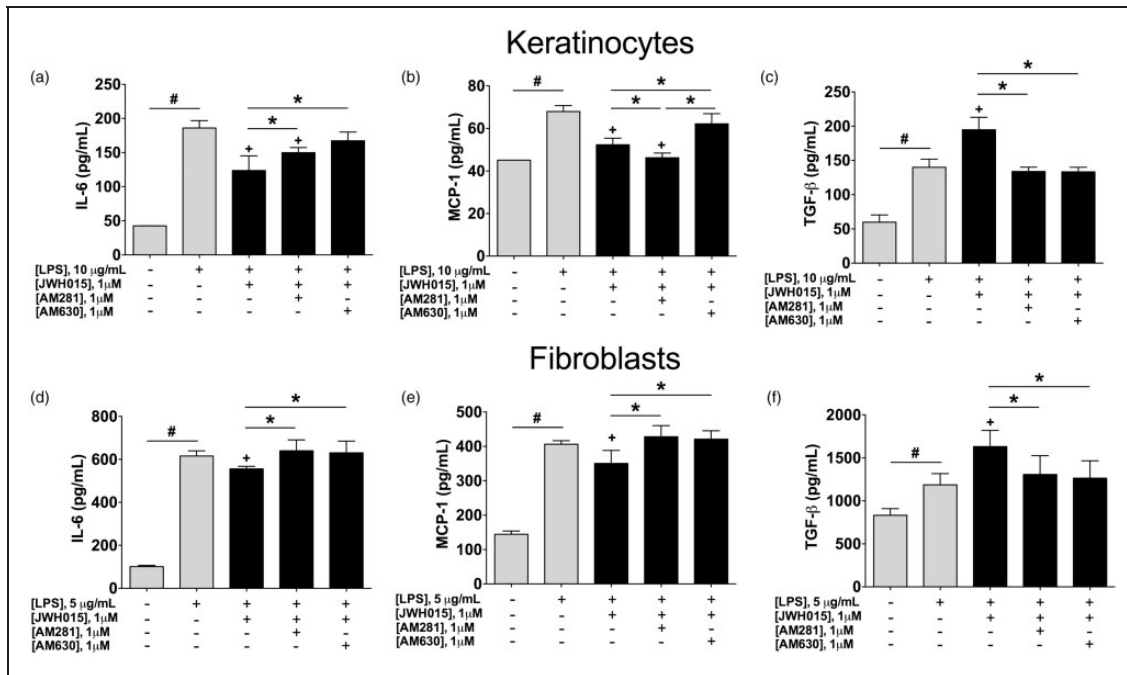 Keratinocytes
(a)
IL-6 (pg/mL)
200
150
100
50
0
# * *
+ +
[LPS], 10 µg/mL - + + + +
[JWH015], 1µM - - + + +
[AM281], 1µM - - - + -
[AM630], 1µM - - - - +
(b)
MCP-1 (pg/mL)
80
60
40
20
0
# * * *
+ +
[LPS], 10 µg/mL - + + + +
[JWH015], 1µM - - + + +
[AM281], 1µM - - - + -
[AM630], 1µM - - - - +
(c)
TGF-β (pg/mL)
250
200
150
100
50
0
# * *
+
[LPS], 10 µg/mL - + + + +
[JWH015], 1µM - - + + +
[AM281], 1µM - - - + -
[AM630], 1µM - - - - +
Fibroblasts
(d)
IL-6 (pg/mL)
800
600
400
200
0
# * *
+
[LPS], 5 µg/mL - + + + +
[JWH015], 1µM - - + + +
[AM281], 1µM - - - + -
[AM630], 1µM - - - - +
(e)
MCP-1 (pg/mL)
500
400
300
200
100
0
# * *
+
[LPS], 5 µg/mL - + + + +
[JWH015], 1µM - - + + +
[AM281], 1µM - - - + -
[AM630], 1µM - - - - +
(f)
TGF-β (pg/mL)
2000
1500
1000
500
0
# * *
+
[LPS], 5 µg/mL - + + + +
[JWH015], 1µM - - + + +
[AM281], 1µM - - - + -
[AM630], 1µM - - - - +